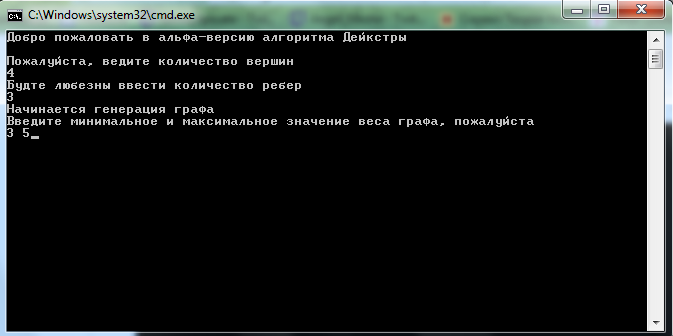 C:\Windows\system32\cmd.exe
Добро пожаловать в альфа-версию алгоритма Дейкстры
Пожалуйста, ведите количество вершин
4
Будте любезны ввести количество ребер
3
Начинается генерация графа
Введите минимальное и максимальное значение веса графа, пожалуйста
3 5_